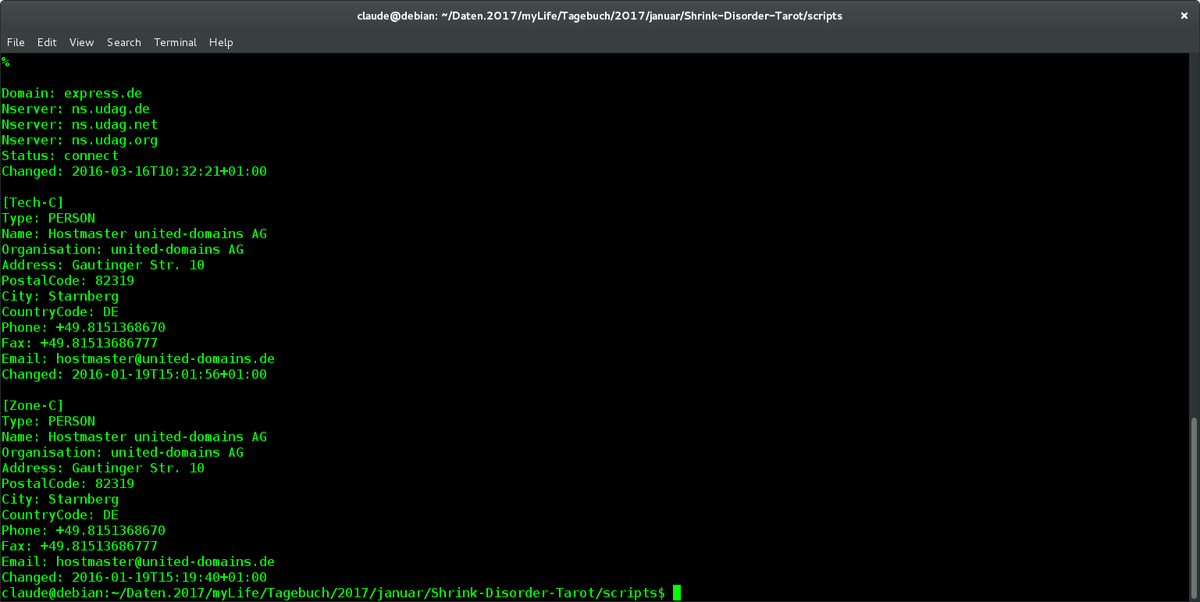 claude@debian: ~/Daten.2017/myLife/Tagebuch/2017/januar/Shrink-Disorder-Tarot/scripts
File Edit View Search Terminal Help
%
Domain: express.de
Nserver: ns.udag.de
Nserver: ns.udag.net
Nserver: ns.udag.org
Status: connect
Changed: 2016-03-16T10:32:21+01:00
[Tech-C]
Type: PERSON
Name: Hostmaster united-domains AG
Organisation: united-domains AG
Address: Gautinger Str. 10
PostalCode: 82319
City: Starnberg
CountryCode: DE
Phone: +49.8151368670
Fax: +49.81513686777
Email: hostmaster@united-domains.de
Changed: 2016-01-19T15:01:56+01:00
[Zone-C]
Type: PERSON
Name: Hostmaster united-domains AG
Organisation: united-domains AG
Address: Gautinger Str. 10
PostalCode: 82319
City: Starnberg
CountryCode: DE
Phone: +49.8151368670
Fax: +49.81513686777
Email: hostmaster@united-domains.de
Changed: 2016-01-19T15:19:40+01:00
claude@debian:~/Daten.2017/myLife/Tagebuch/2017/januar/Shrink-Disorder-Tarot/scripts$